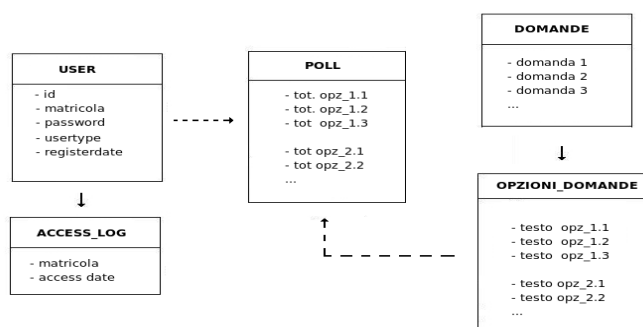 USER
- id
- matricola
- password
- usertype
- registerdate
ACCESS_LOG
- matricola
- access date
POLL
- tot. opz_1.1
- tot. opz_1.2
- tot opz_1.3
- tot opz_2.1
- tot opz_2.2
...
DOMANDE
- domanda 1
- domanda 2
- domanda 3
...
OPZIONI_DOMANDE
- testo opz_1.1
- testo opz_1.2
- testo opz_1.3
- testo opz_2.1
- testo opz_2.2
...